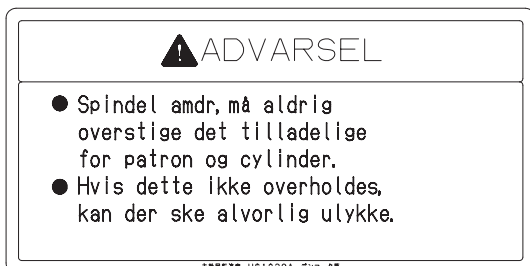 ADVARSEL
● Spindel amdr, må aldrig
overstige det tilladelige
for patron og cylinder.
● Hvis dette ikke overholdes,
kan der ske alvorlig ulykke.